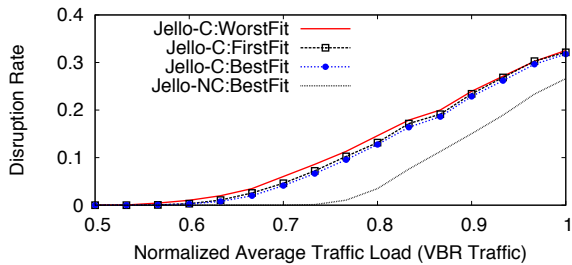 Jello-C:WorstFit
Jello-C:FirstFit
Jello-C:BestFit
Jello-NC:BestFit
0.4
0.3
0.2
0.1
0
Disruption Rate
0.5
0.6
0.7
0.8
0.9
1
Normalized Average Traffic Load (VBR Traffic)